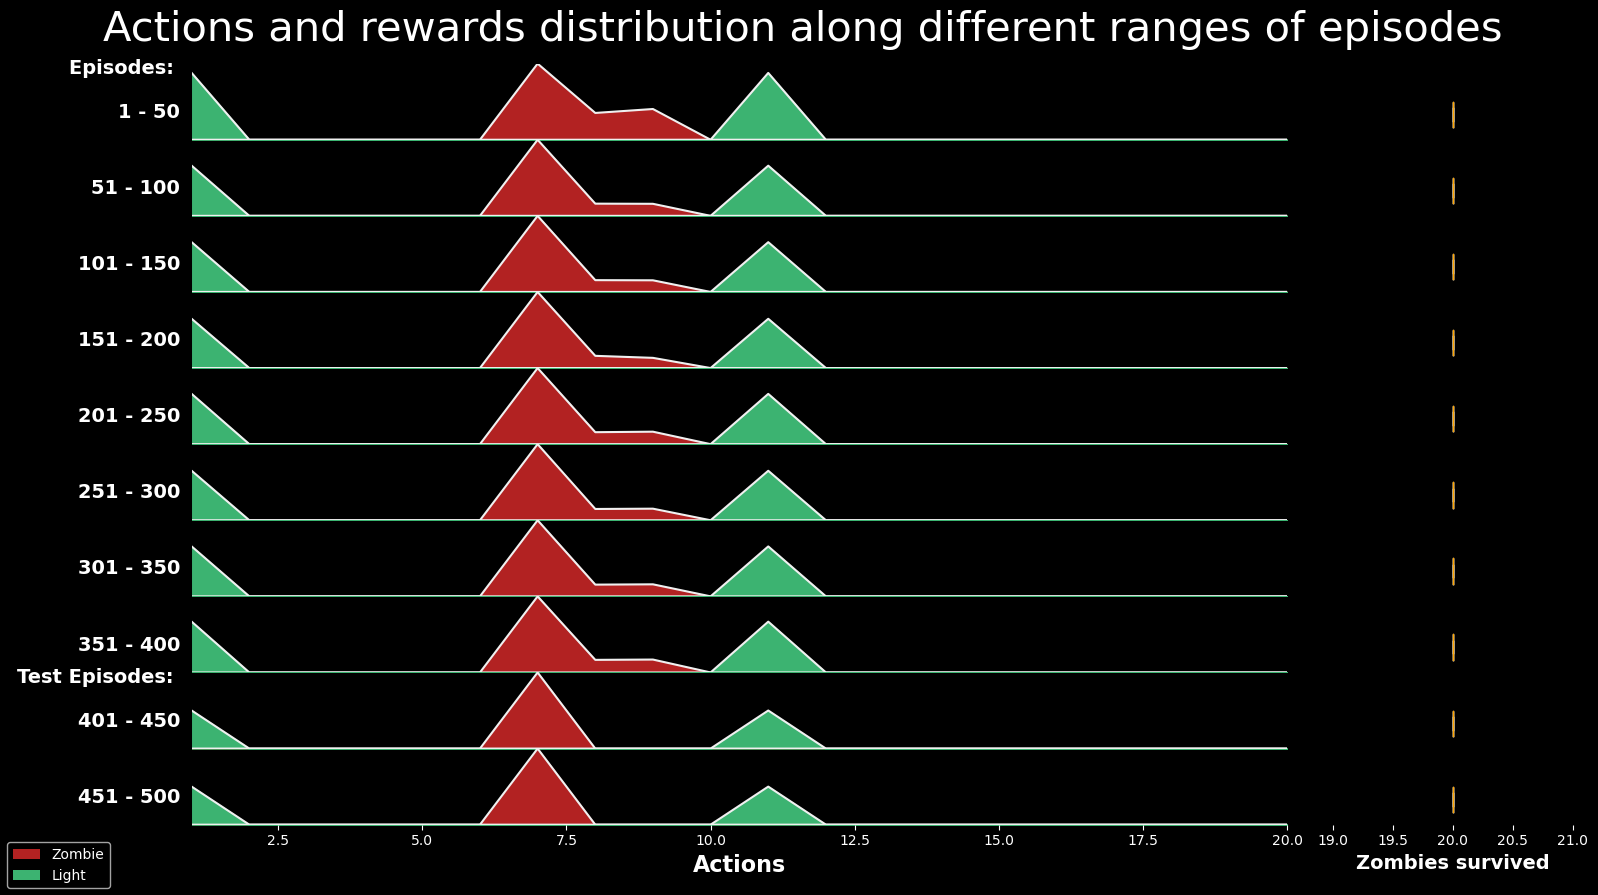 Actions and rewards distribution along different ranges of episodes
Episodes:
1 - 50
51 - 100
101 - 150
151 - 200
201 - 250
251 - 300
301 - 350
351 - 400
Test Episodes:
401 - 450
451 - 500
2.5 5.0 7.5 10.0 12.5 15.0 17.5 20.0 19.0 19.5 20.0 20.5 21.0
Actions
Zombies survived
Zombie
Light